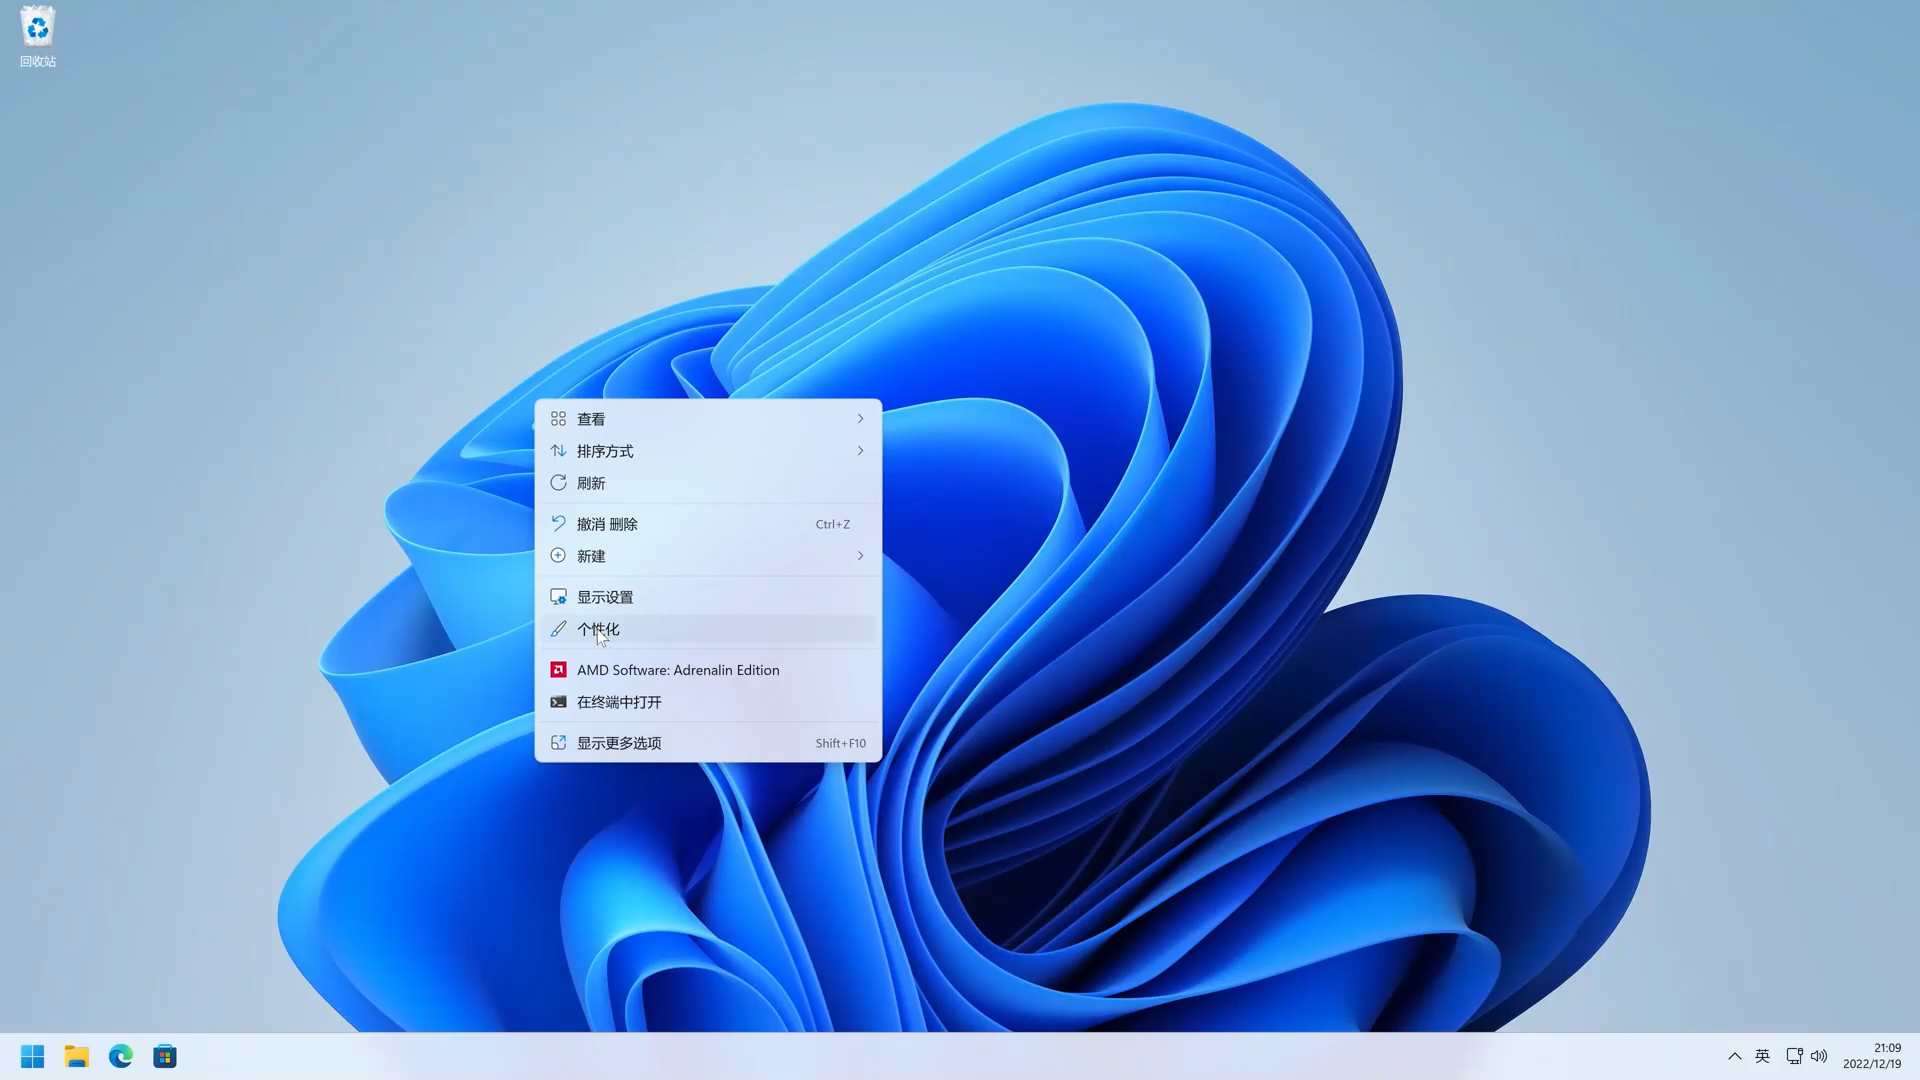 回收站
查看
排序方式
刷新
撤消 删除 Ctrl+Z
新建
显示设置
个性化
AMD Software: Adrenalin Edition
在终端中打开
显示更多选项 Shift+F10
英
21:09
2022/12/19